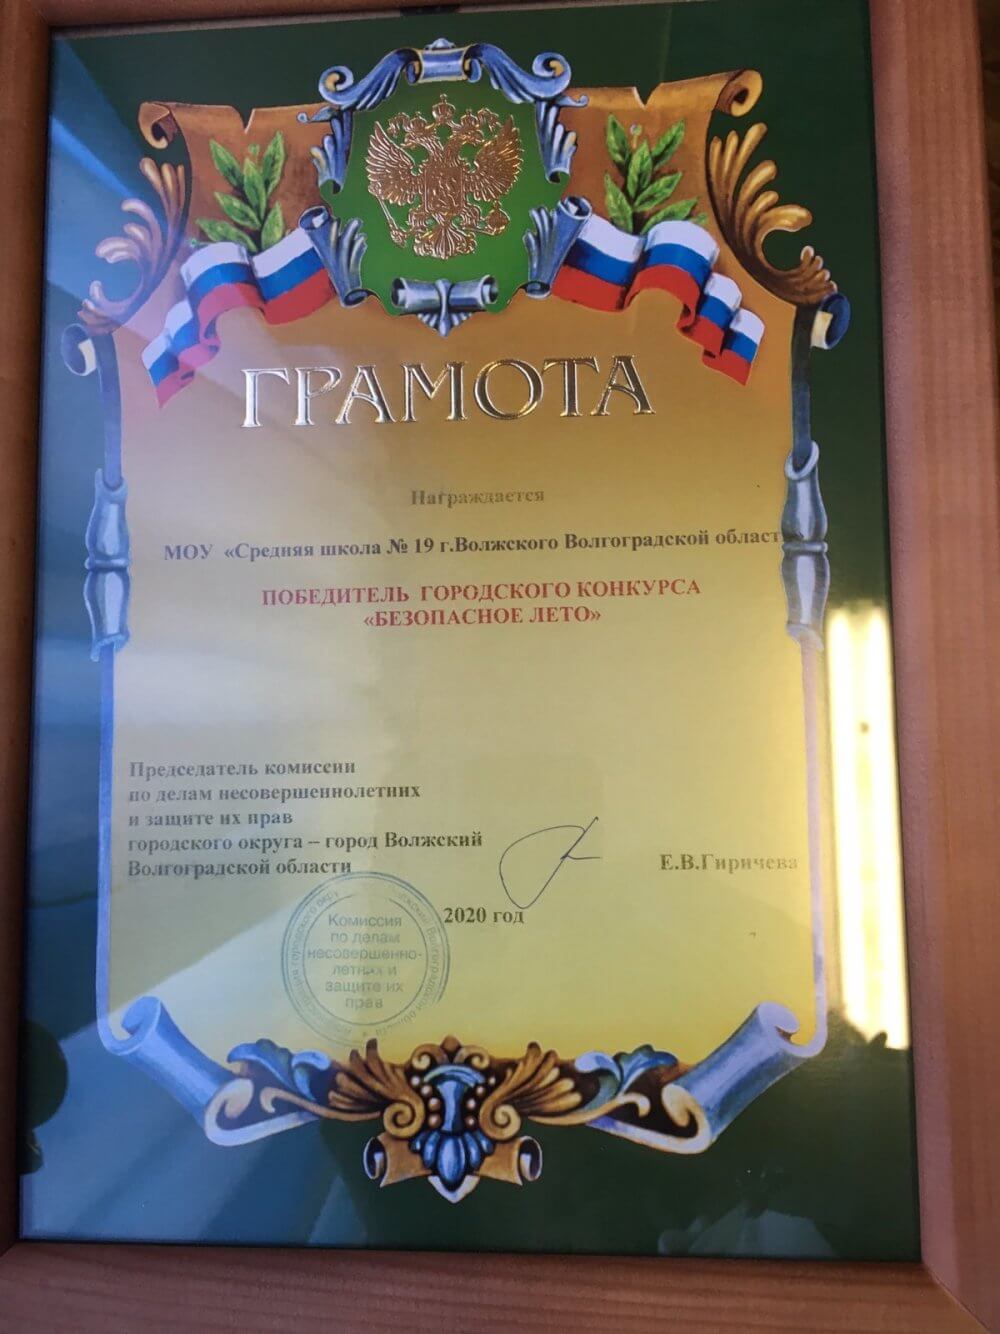 ГРАМОТА
Награждается
МОУ «Средняя школа № 19 г.Волжского Волгоградской област
ПОБЕДИТЕЛЬ ГОРОДСКОГО КОНКУРСА
«БЕЗОПАСНОЕ ЛЕТО»
Председатель комиссии
по делам несовершеннолетних
и защите их прав
городского округа – город Волжский
Волгоградской области
Е.В.Гиричева
2020 год
Комиссия
по делам
несовершенно-
летних и
защите их
прав